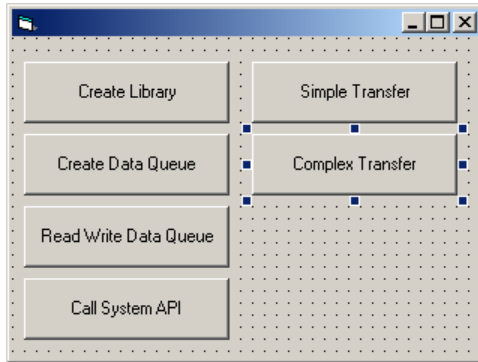 Create Library
Simple Transfer
Create Data Queue
Complex Transfer
Read Write Data Queue
Call System API